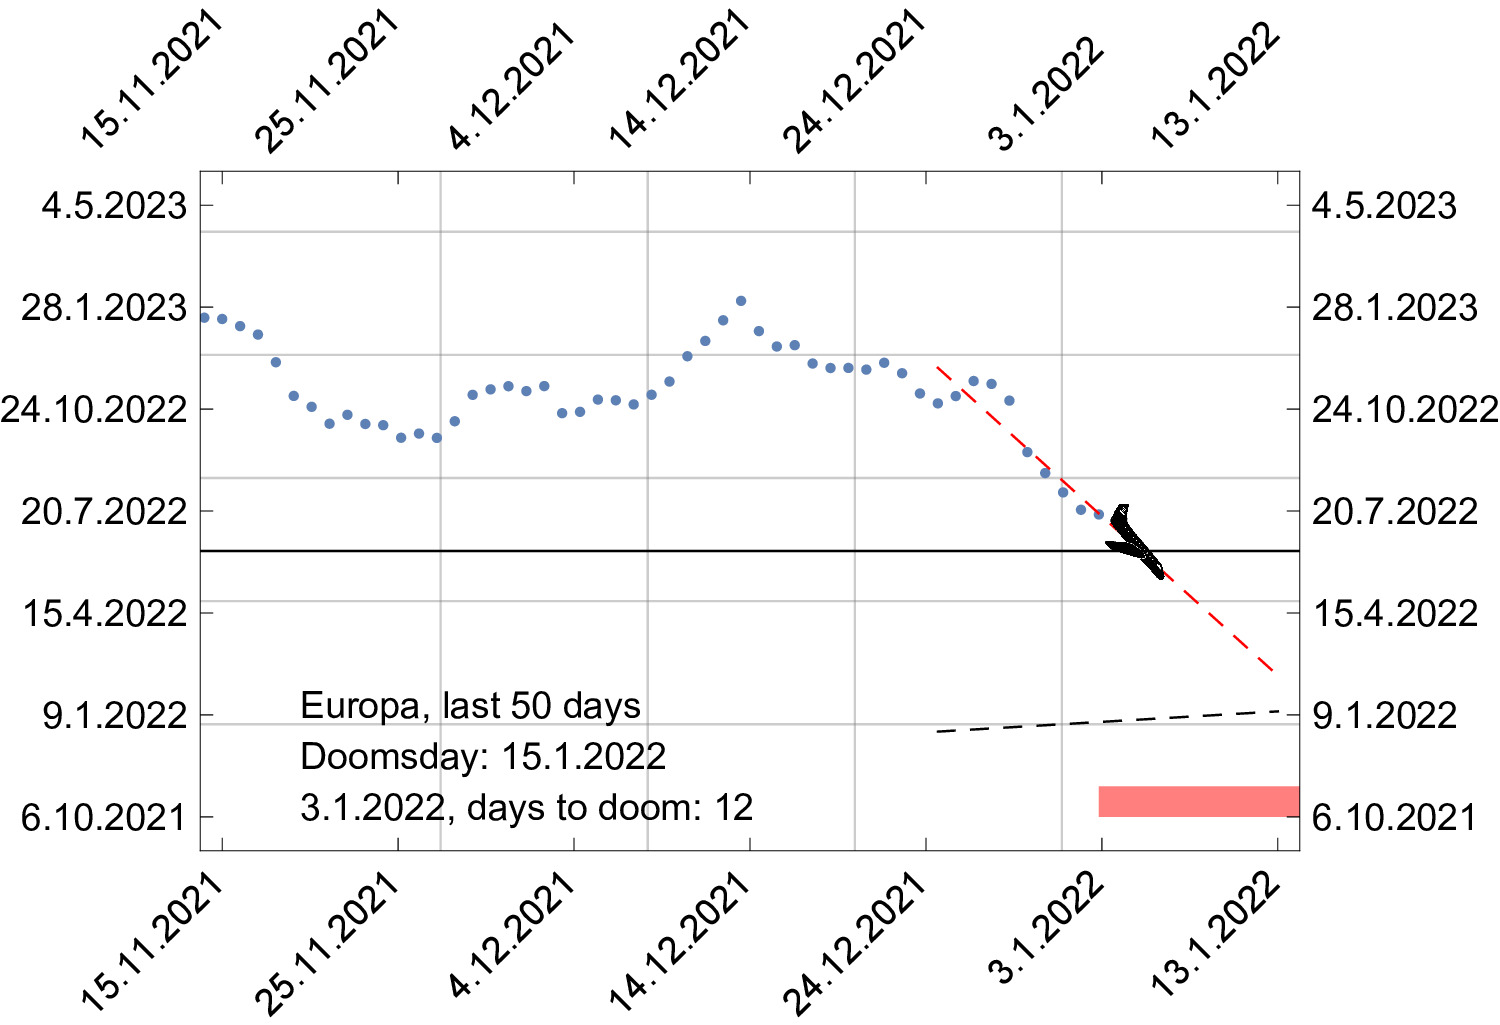 15.11.2021 25.11.2021 4.12.2021 14.12.2021 24.12.2021 3.1.2022 13.1.2022
4.5.2023 4.5.2023
28.1.2023 28.1.2023
24.10.2022 24.10.2022
20.7.2022 20.7.2022
15.4.2022 15.4.2022
9.1.2022 9.1.2022
6.10.2021 6.10.2021
Europa, last 50 days
Doomsday: 15.1.2022
3.1.2022, days to doom: 12
15.11.2021 25.11.2021 4.12.2021 14.12.2021 24.12.2021 3.1.2022 13.1.2022